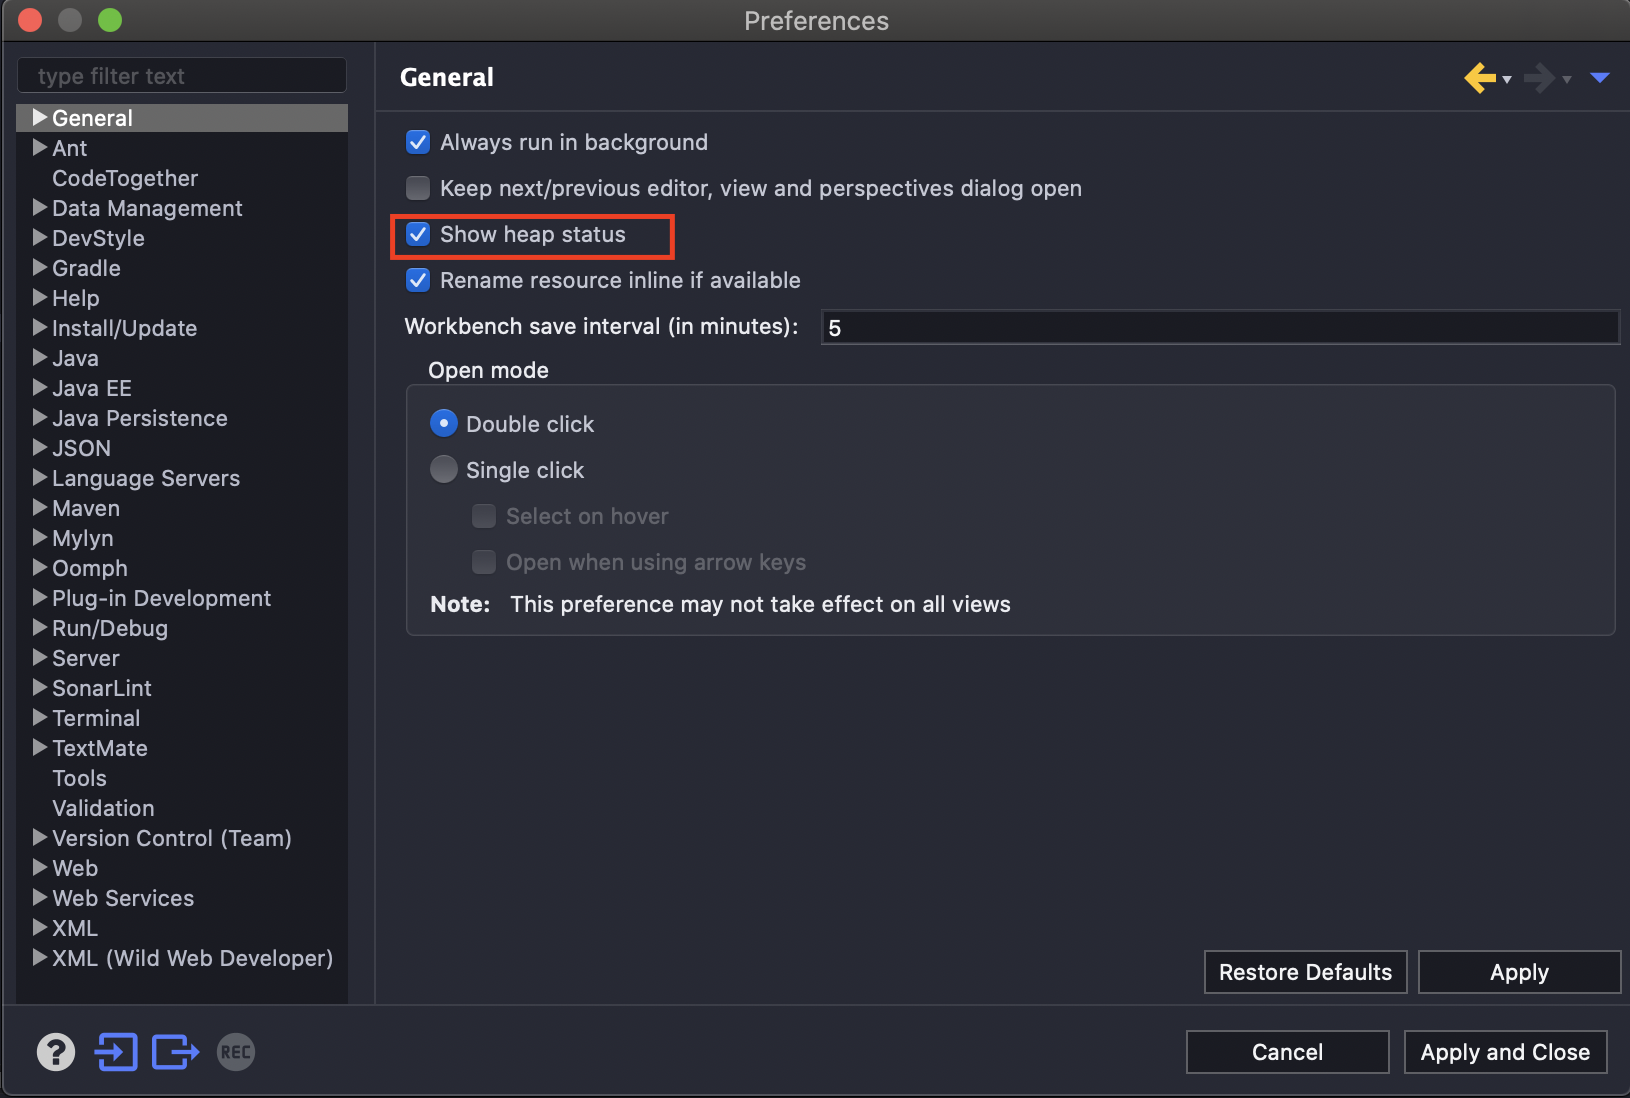 Preferences
type filter text
General
Ant
CodeTogether
Data Management
DevStyle
Gradle
Help
Install/Update
Java
Java EE
Java Persistence
JSON
Language Servers
Maven
Mylyn
Oomph
Plug-in Development
Run/Debug
Server
SonarLint
Terminal
TextMate
Tools
Validation
Version Control (Team)
Web
Web Services
XML
XML (Wild Web Developer)
General
Always run in background
Keep next/previous editor, view and perspectives dialog open
Show heap status
Rename resource inline if available
Workbench save interval (in minutes): 5
Open mode
Double click
Single click
Select on hover
Open when using arrow keys
Note: This preference may not take effect on all views
Restore Defaults Apply
? REC
Cancel Apply and Close